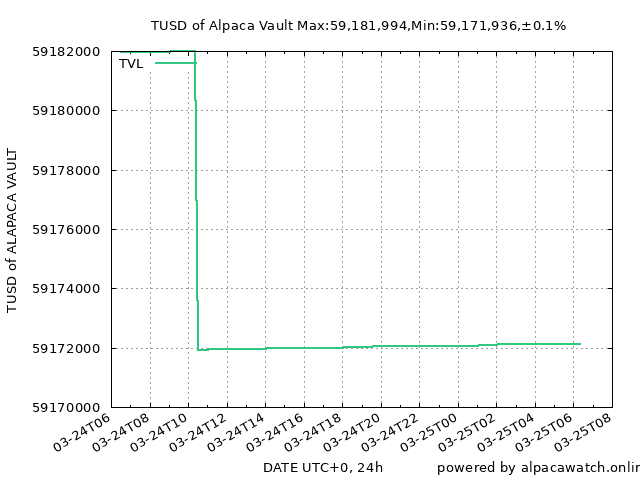 TUSD of Alpaca Vault Max:59,181,994,Min:59,171,936,±0.1%
TVL
59182000
59180000
59178000
59176000
59174000
59172000
59170000
TUSD of ALAPACA VAULT
03-24T06
03-24T08
03-24T10
03-24T12
03-24T14
03-24T16
03-24T18
03-24T20
03-24T22
03-25T00
03-25T02
03-25T04
03-25T06
03-25T08
DATE UTC+0, 24h
powered by alpacawatch.onlin